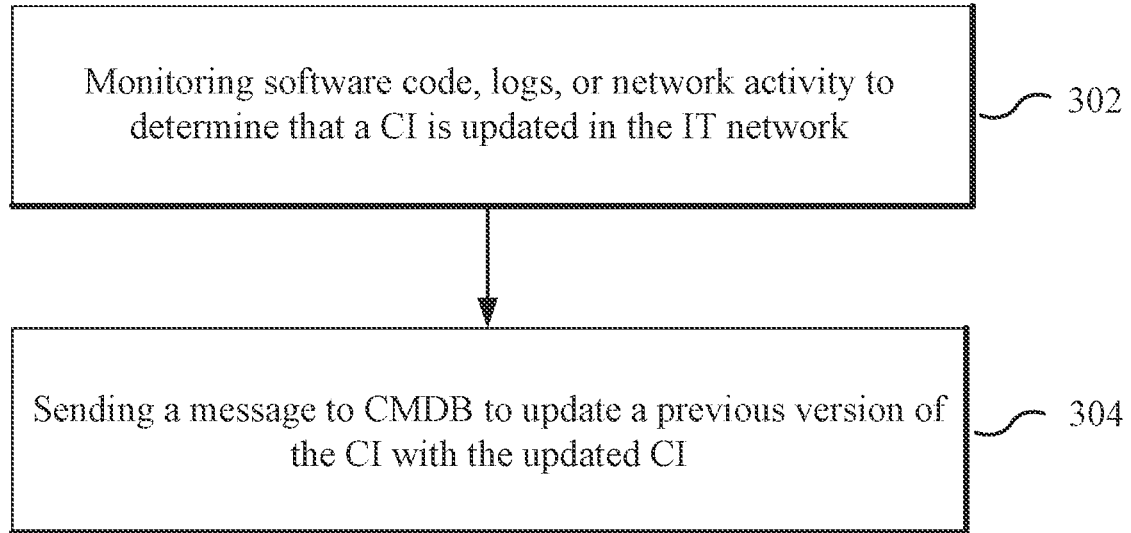 Monitoring software code, logs, or network activity to
determine that a CI is updated in the IT network
302
Sending a message to CMDB to update a previous version of
the CI with the updated CI
304